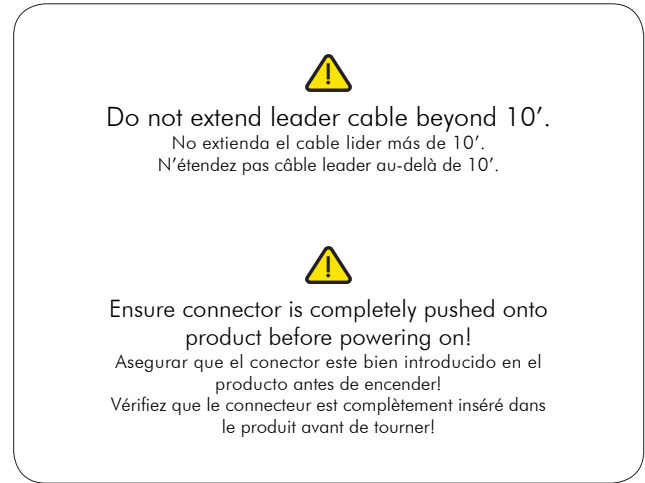 Do not extend leader cable beyond 10’.
No extienda el cable lider más de 10’.
N’étendez pas câble leader au-delà de 10’.
Ensure connector is completely pushed onto
product before powering on!
Asegurar que el conector este bien introducido en el
producto antes de encender!
Vérifiez que le connecteur est complètement inséré dans
le produit avant de tourner!